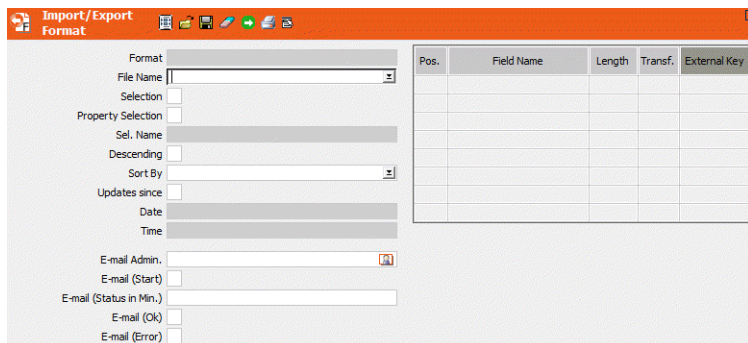 Import/Export
Format
Format
File Name
Selection
Property Selection
Sel. Name
Descending
Sort By
Updates since
Date
Time
E-mail Admin.
E-mail (Start)
E-mail (Status in Min.)
E-mail (Ok)
E-mail (Error)
Pos. Field Name Length Transf. External Key